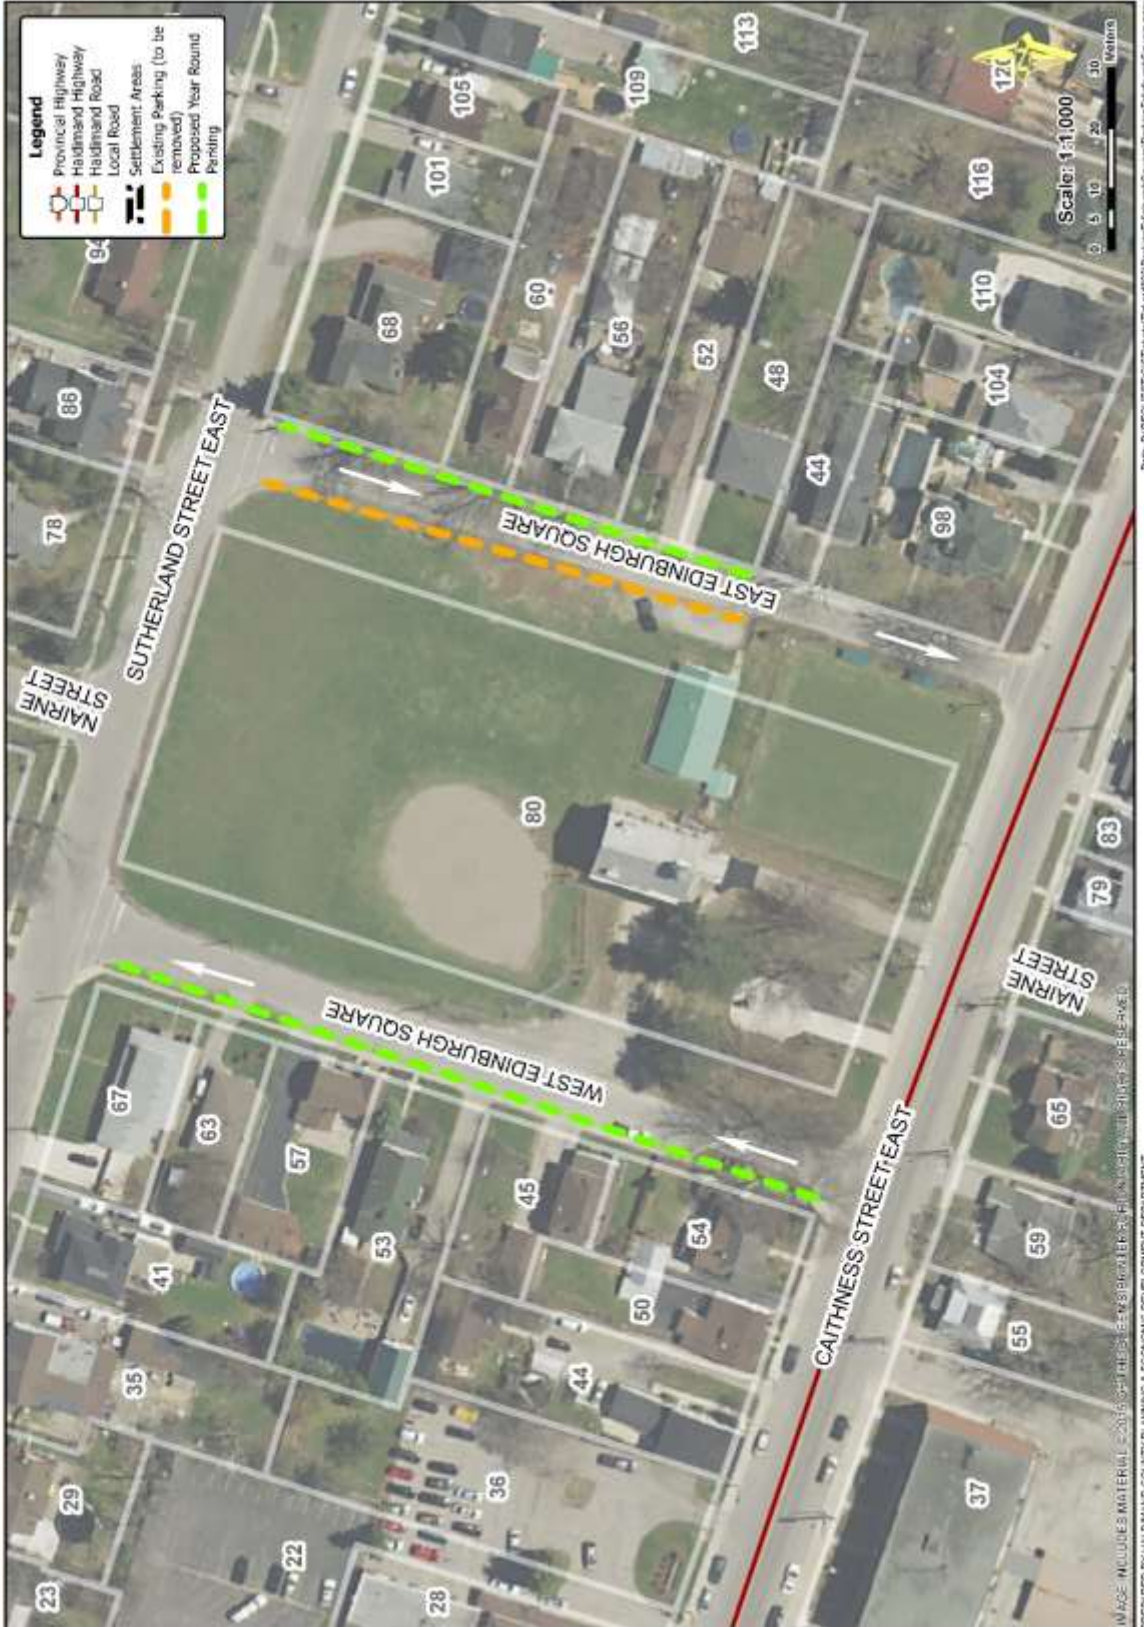 Legend
Provincial Highway
Haldimand Highway
Haldimand Road
Local Road
Settlement Areas
Existing Parking (to be
removed)
Proposed Year Round
Parking
SUTHERLAND STREET EAST
NAIRNE
STREET
EAST EDINBURGH SQUARE
WEST EDINBURGH SQUARE
CAITHNESS STREET EAST
NAIRNE
STREET
23
29
35
41
67
63
57
53
45
54
50
44
36
22
28
37
55
59
65
79
83
80
78
86
68
101
105
109
113
60
56
52
48
44
98
104
110
116
Scale: 1:1,000
0 5 10 20 30
Meters